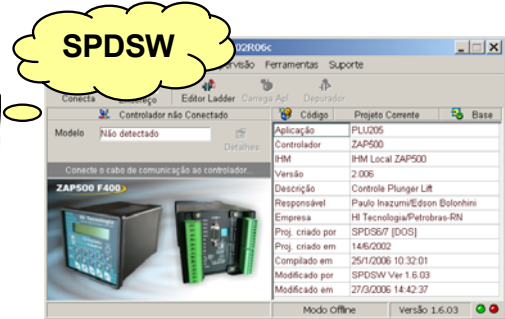 SPDSW
02R06c
pervisão Ferramentas Suporte
Conecta Endereço Editor Ladder Carrega Apl Depurador
Controlador não Conectado
Modelo Não detectado
Detalhes
Conecte o cabo de comunicação ao controlador...
ZAP500 F400
Código Projeto Corrente Base
Aplicação PLU205
Controlador ZAP500
IHM IHM Local ZAP500
Versão 2.006
Descrição Controle Plunger Lift
Responsável Paulo Inazumi/Edson Bolonhini
Empresa HI Tecnologia/Petrobras-RN
Proj. criado por SPDS6/7 [DOS]
Proj. criado em 14/6/2002
Compilado em 25/1/2006 10:32:01
Modificado por SPDSW Ver 1.6.03
Modificado em 27/3/2006 14:42:37
Modo Offline Versão 1.6.03